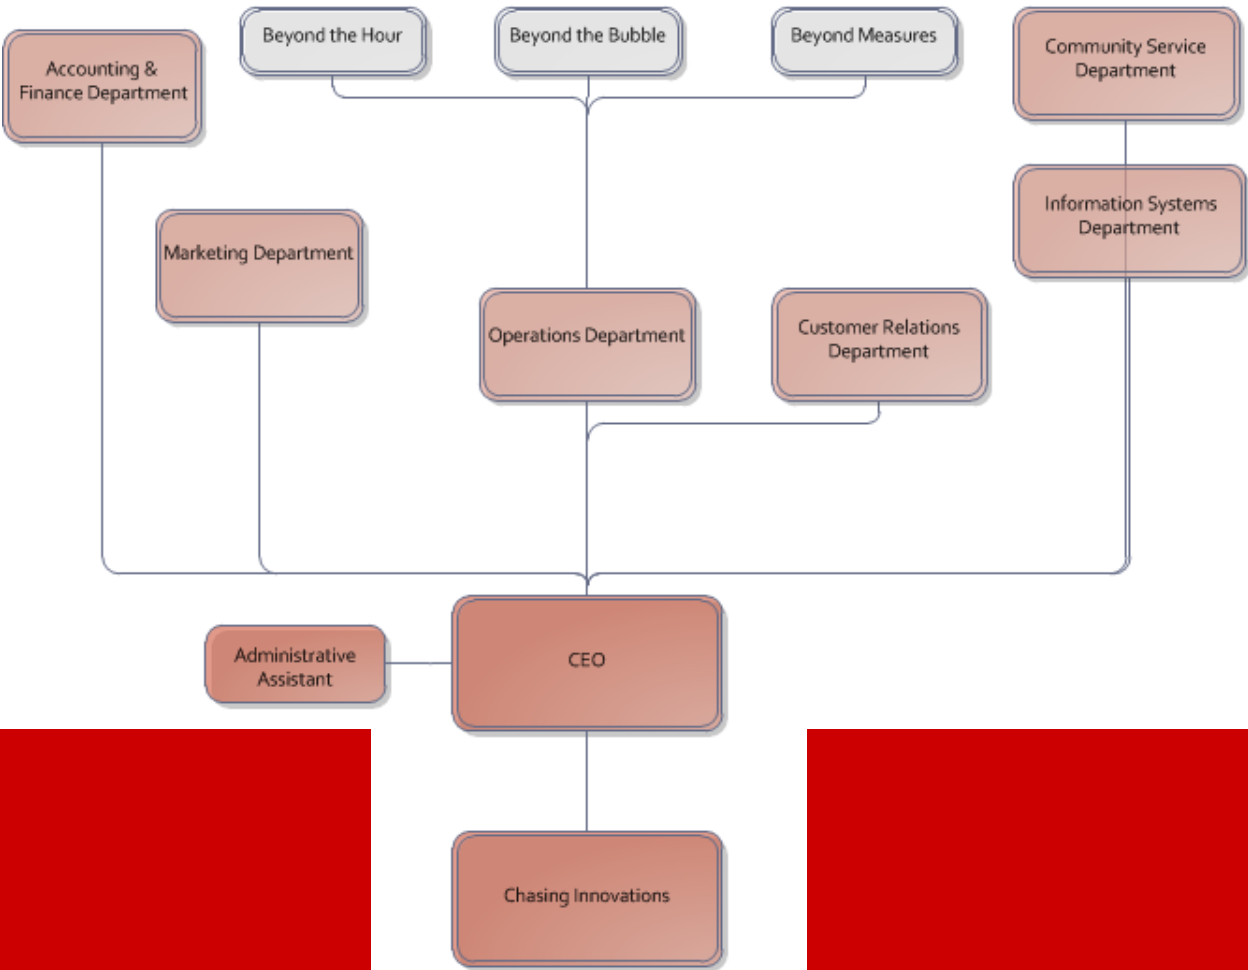 Beyond the Hour
Beyond the Bubble
Beyond Measures
Community Service
Department
Accounting &
Finance Department
Information Systems
Department
Marketing Department
Operations Department
Customer Relations
Department
Administrative
Assistant
CEO
Chasing Innovations